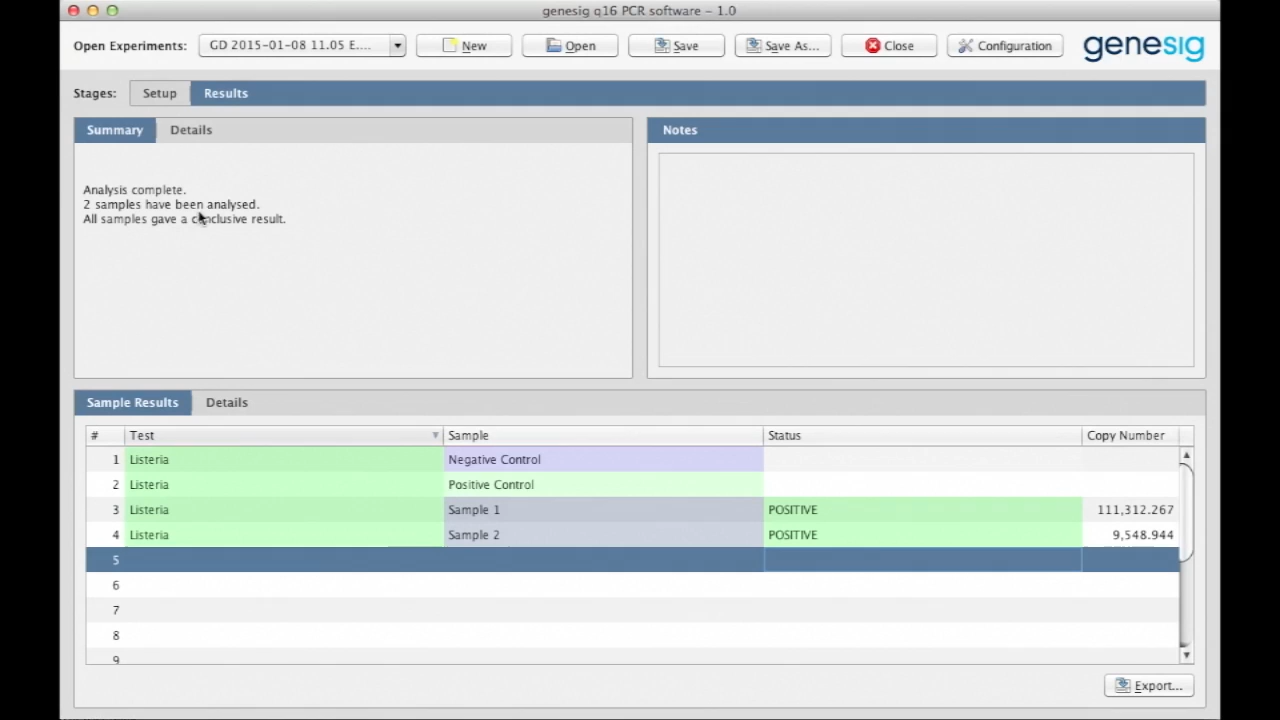 genesig q16 PCR software – 1.0
Open Experiments: GD 2015-01-08 11.05 E.... New Open Save Save As... Close Configuration genesig
Stages: Setup Results
Summary Details Notes
Analysis complete.
2 samples have been analysed.
All samples gave a conclusive result.
Sample Results Details
# Test Sample Status Copy Number
1 Listeria Negative Control
2 Listeria Positive Control
3 Listeria Sample 1 POSITIVE 111,312.267
4 Listeria Sample 2 POSITIVE 9,548.944
5
6
7
8
9
Export...